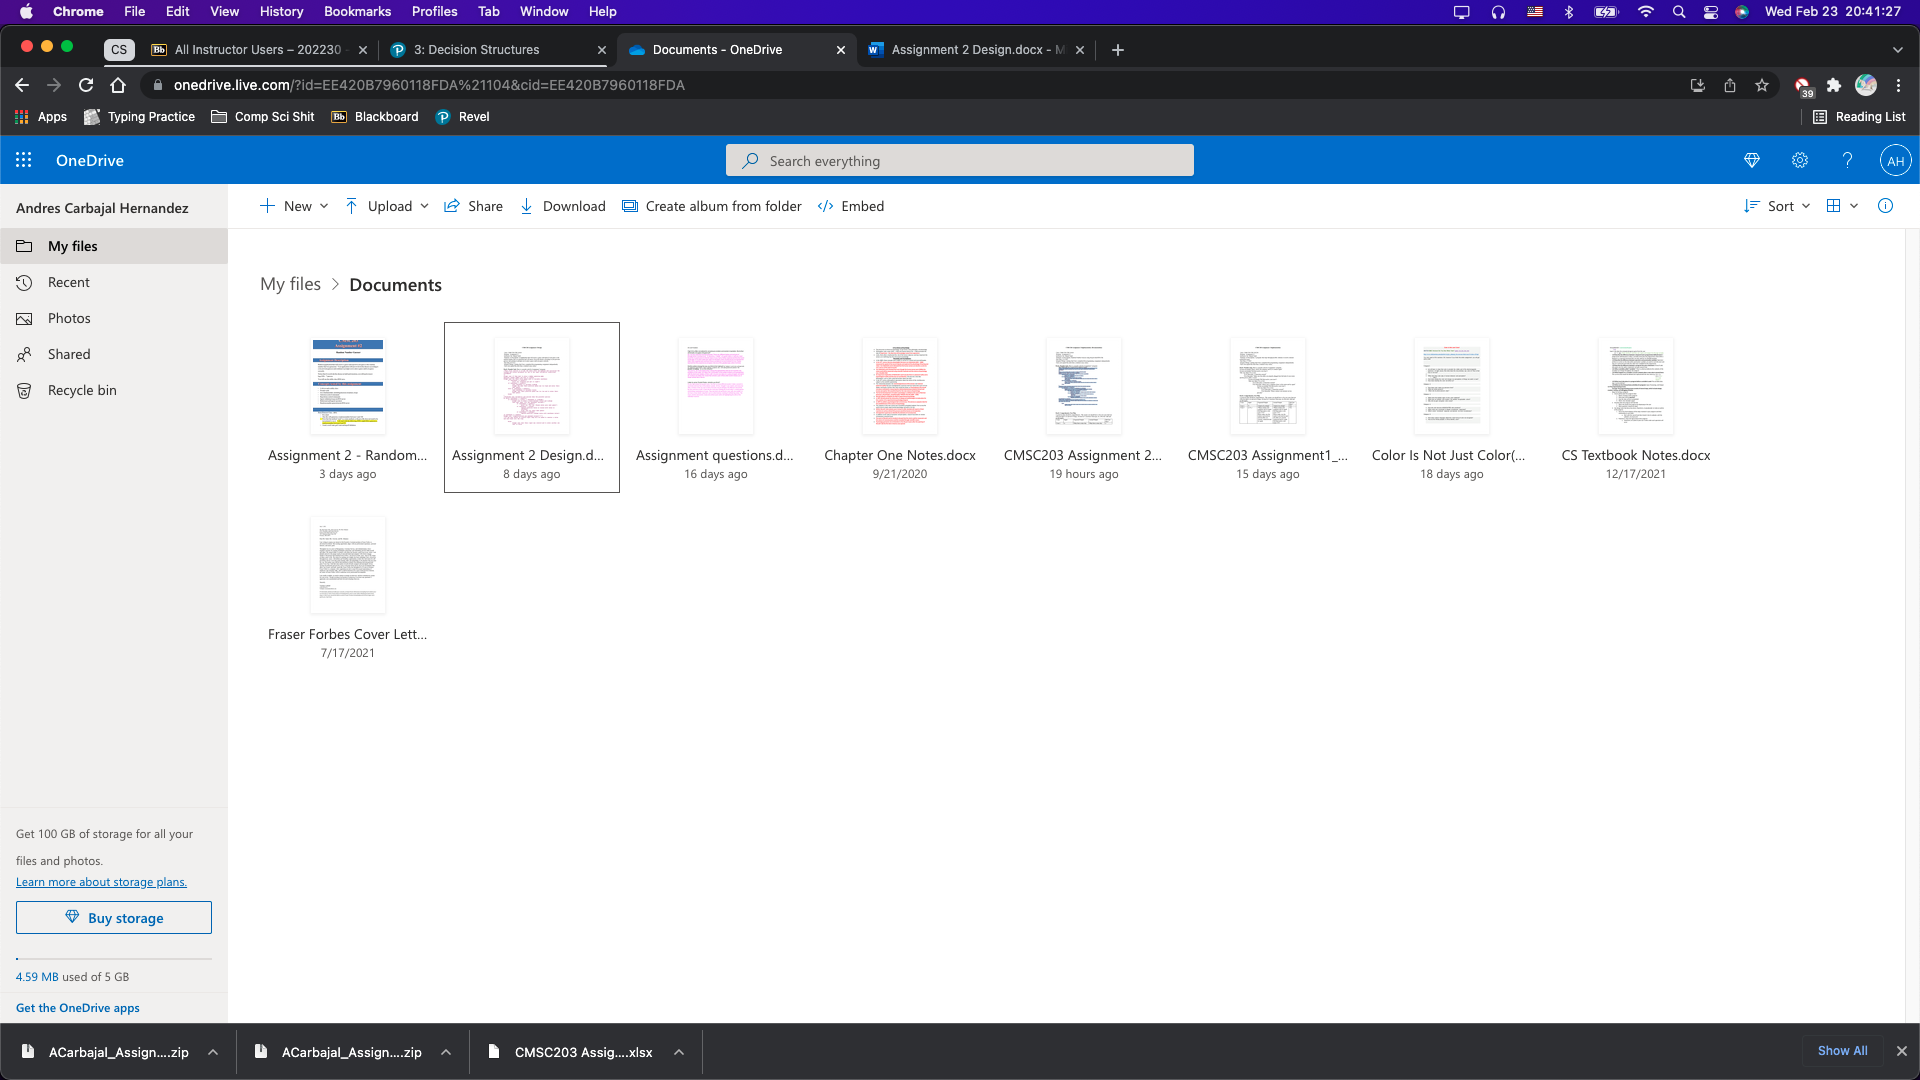 Chrome File Edit View History Bookmarks Profiles Tab Window Help Wed Feb 23 20:41:27
CS All Instructor Users – 202230 - 3: Decision Structures Documents - OneDrive Assignment 2 Design.docx - M
onedrive.live.com/?id=EE420B7960118FDA%21104&cid=EE420B7960118FDA 39
Apps Typing Practice Comp Sci Shit Bb Blackboard Revel Reading List
OneDrive Search everything AH
Andres Carbajal Hernandez New Upload Share Download Create album from folder Embed Sort
My files
Recent
Photos
Shared
Recycle bin
My files > Documents
Assignment 2 - Random... Assignment 2 Design.d... Assignment questions.d... Chapter One Notes.docx CMSC203 Assignment 2... CMSC203 Assignment1_... Color Is Not Just Color(... CS Textbook Notes.docx
3 days ago 8 days ago 16 days ago 9/21/2020 19 hours ago 15 days ago 18 days ago 12/17/2021
Fraser Forbes Cover Lett...
7/17/2021
Get 100 GB of storage for all your
files and photos.
Learn more about storage plans.
Buy storage
4.59 MB used of 5 GB
Get the OneDrive apps
ACarbajal_Assign....zip ACarbajal_Assign....zip CMSC203 Assig....xlsx Show All